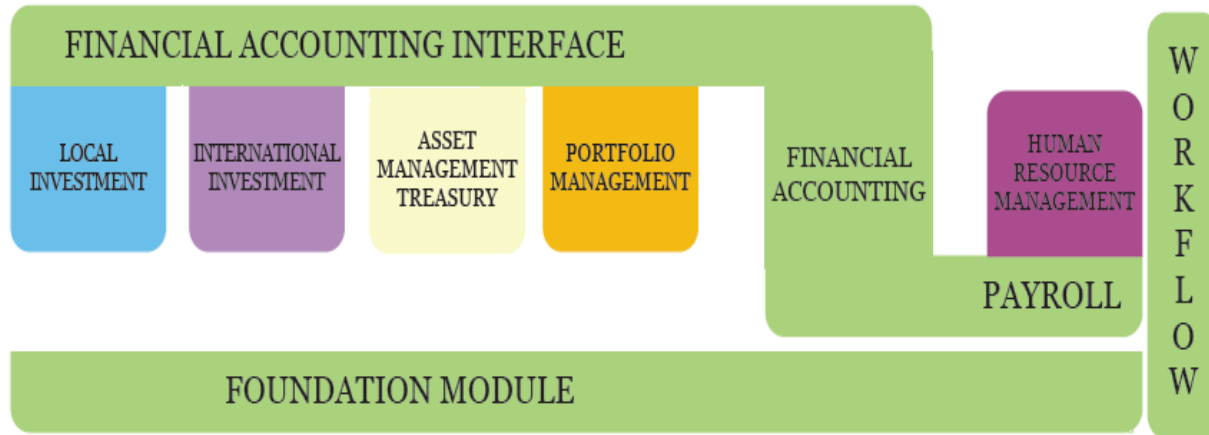 FINANCIAL ACCOUNTING INTERFACE
LOCAL
INVESTMENT
INTERNATIONAL
INVESTMENT
ASSET
MANAGEMENT
TREASURY
PORTFOLIO
MANAGEMENT
FINANCIAL
ACCOUNTING
HUMAN
RESOURCE
MANAGEMENT
PAYROLL
FOUNDATION MODULE
W
O
R
K
F
L
O
W